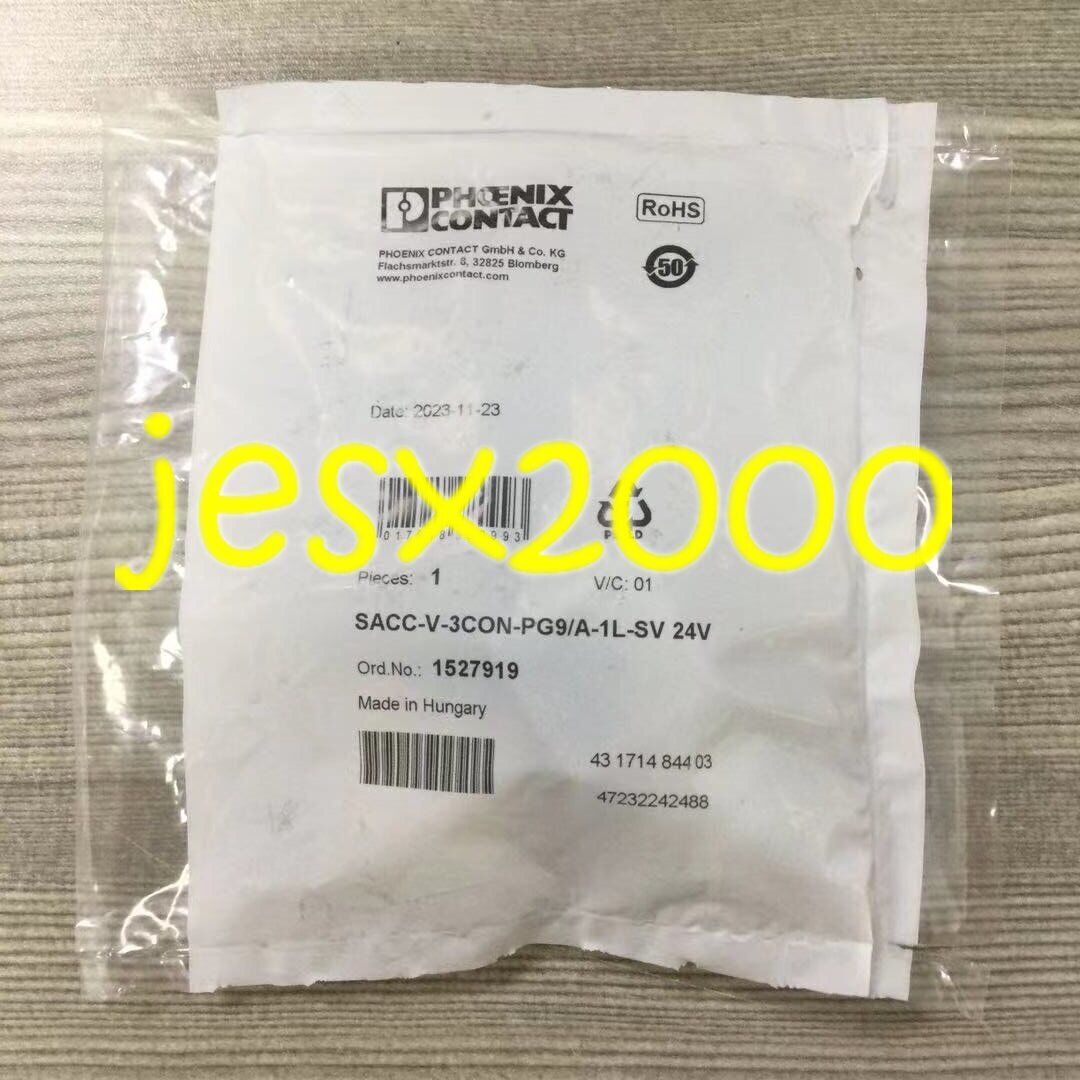 PHOENIX
CONTACT
RoHS
PHOENIX CONTACT GmbH & Co. KG
Flachsmarktstr. 8, 32825 Blomberg
www.phoenixcontact.com
50
Date: 2023-11-23
jesx2000
Pieces: 1
V/C: 01
SACC-V-3CON-PG9/A-1L-SV 24V
Ord.No.: 1527919
Made in Hungary
43 1714 844 03
47232242488